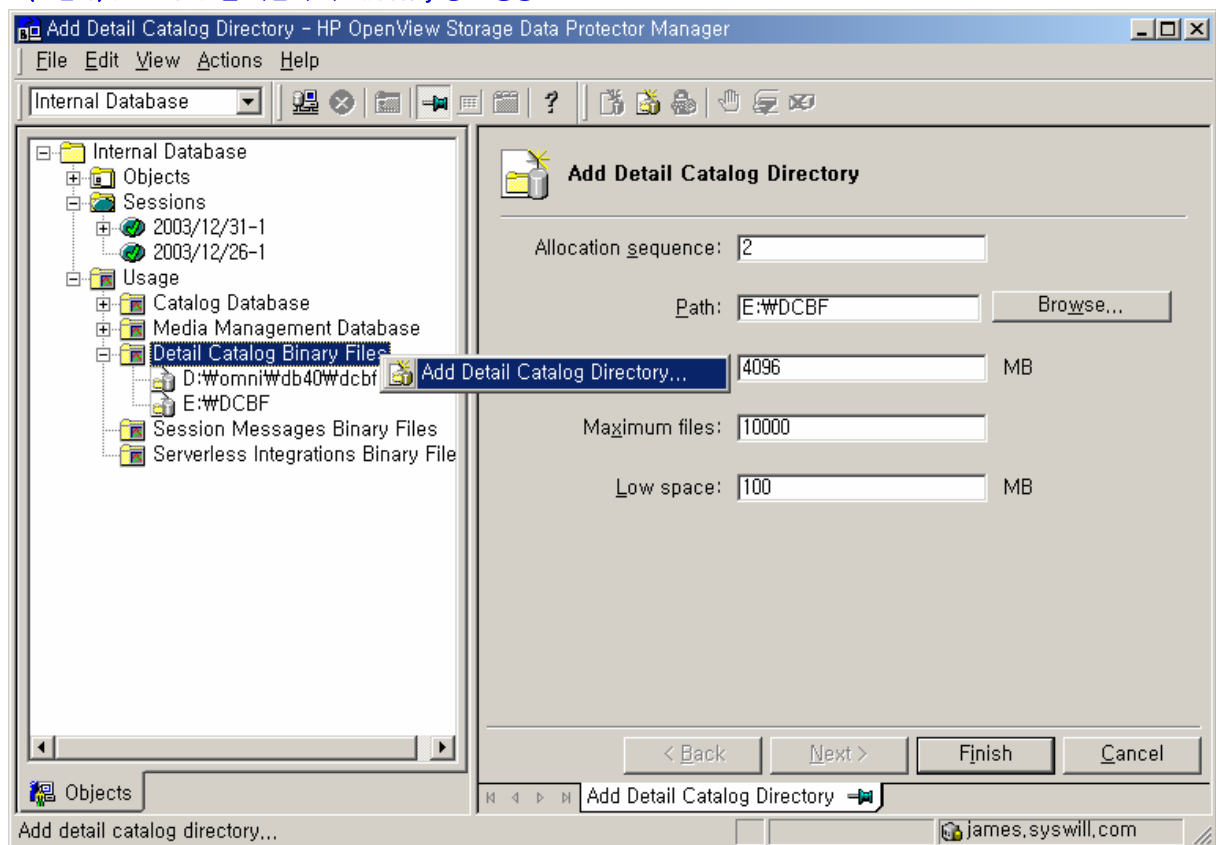 Add Detail Catalog Directory - HP OpenView Storage Data Protector Manager
File Edit View Actions Help
Internal Database
Internal Database
Objects
Sessions
2003/12/31-1
2003/12/26-1
Usage
Catalog Database
Media Management Database
Detail Catalog Binary Files
D:₩omni₩db40₩dcbf
E:₩DCBF
Session Messages Binary Files
Serverless Integrations Binary File
Add Detail Catalog Directory...
Add Detail Catalog Directory
Allocation sequence: 2
Path: E:₩DCBF Browse...
4096 MB
Maximum files: 10000
Low space: 100 MB
< Back Next > Finish Cancel
Objects
Add Detail Catalog Directory
Add detail catalog directory...
james.syswill.com